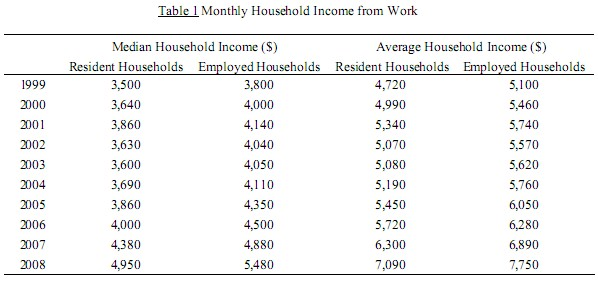 Table 1 Monthly Household Income from Work
Median Household Income ($) Average Household Income ($)
Resident Households Employed Households Resident Households Employed Households
1999 3,500 3,800 4,720 5,100
2000 3,640 4,000 4,990 5,460
2001 3,860 4,140 5,340 5,740
2002 3,630 4,040 5,070 5,570
2003 3,600 4,050 5,080 5,620
2004 3,690 4,110 5,190 5,760
2005 3,860 4,350 5,450 6,050
2006 4,000 4,500 5,720 6,280
2007 4,380 4,880 6,300 6,890
2008 4,950 5,480 7,090 7,750